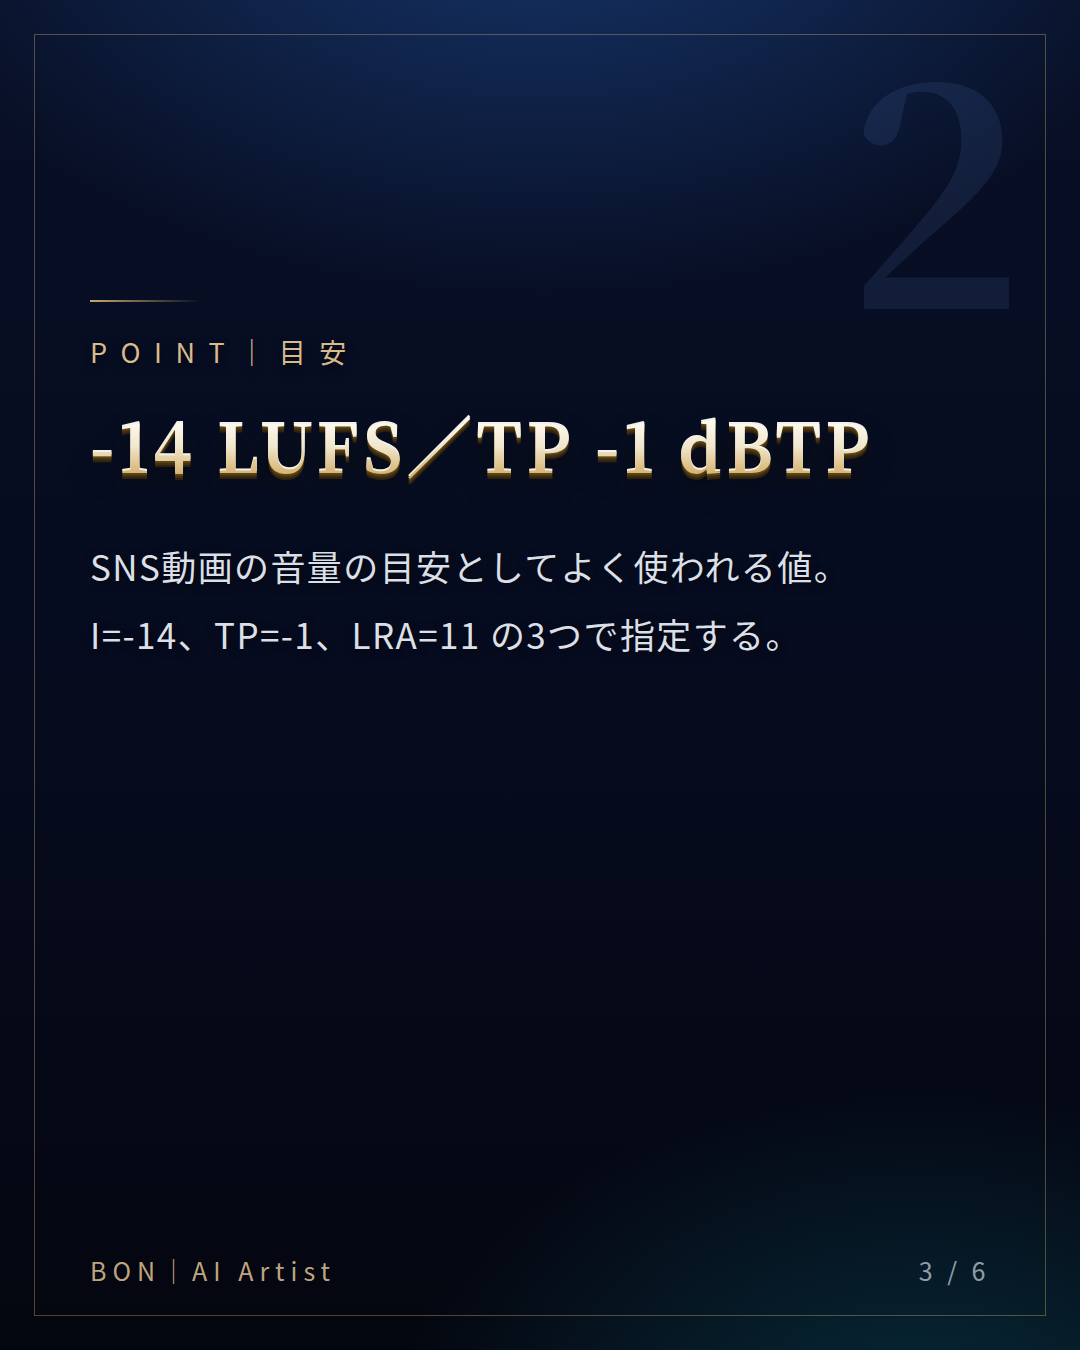 2
POINT｜目安
-14 LUFS／TP -1 dBTP
SNS動画の音量の目安としてよく使われる値。
I=-14、TP=-1、LRA=11 の3つで指定する。
BON｜AI Artist
3 / 6